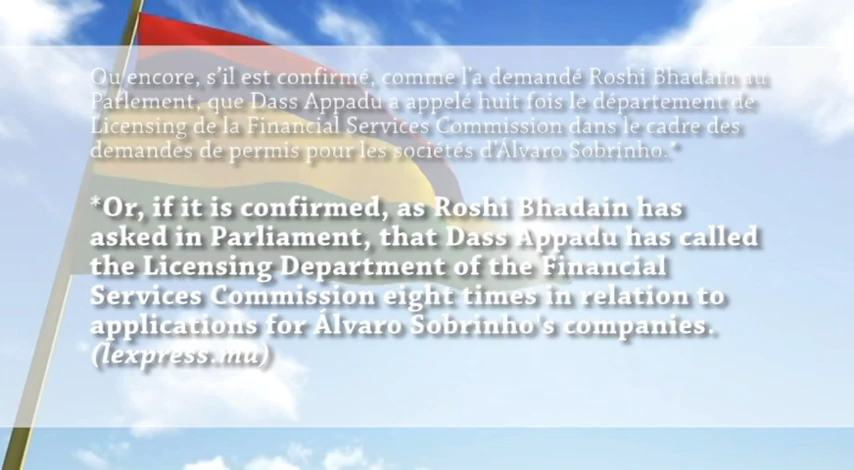 Ou encore, s'il est confirmé, comme l'a demandé Roshi Bhadain au
Parlement, que Dass Appadu a appelé huit fois le département de
Licensing de la Financial Services Commission dans le cadre des
demandes de permis pour les sociétés d'Álvaro Sobrinho.*
*Or, if it is confirmed, as Roshi Bhadain has
asked in Parliament, that Dass Appadu has called
the Licensing Department of the Financial
Services Commission eight times in relation to
applications for Álvaro Sobrinho's companies.
(lexpress.mu)